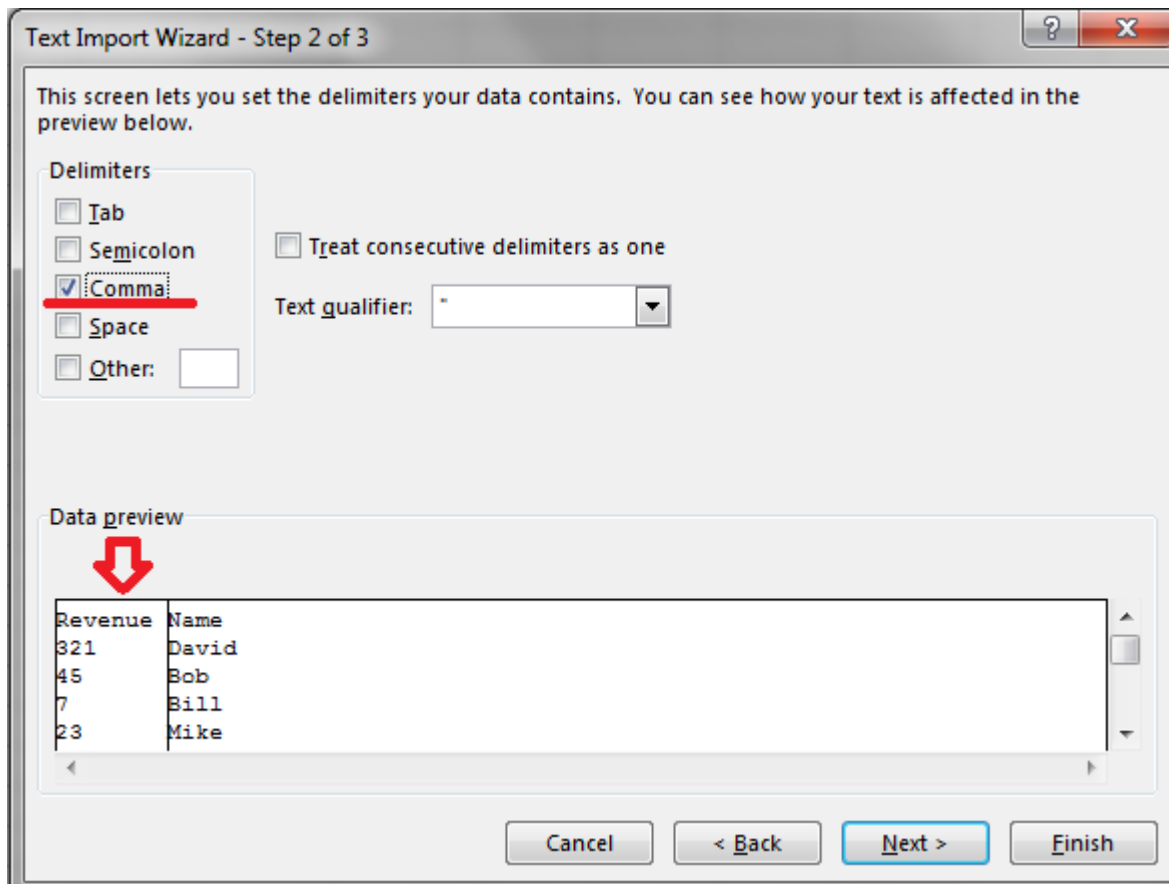 Text Import Wizard - Step 2 of 3
This screen lets you set the delimiters your data contains.  You can see how your text is affected in the
preview below.
Delimiters
Tab
Semicolon
Treat consecutive delimiters as one
Comma
Text qualifier: "
Space
Other:
Data preview
Revenue Name
321 David
45 Bob
7 Bill
23 Mike
Cancel < Back Next > Finish